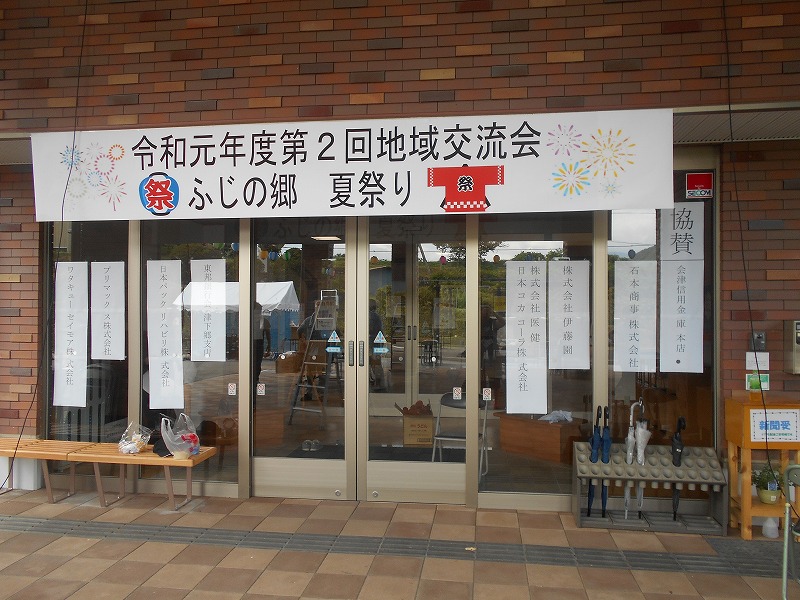 令和元年度第２回地域交流会
祭 ふじの郷 夏祭り 祭
SECOM
協賛
会津信用金庫 本店
石本商事 株式会社
株式会社 伊藤園
株式会社 医健
日本コカコーラ 株式会社
日本パックリハビリ 株式会社
プリマックス 株式会社
ワタキューセイモア 株式会社
新聞受